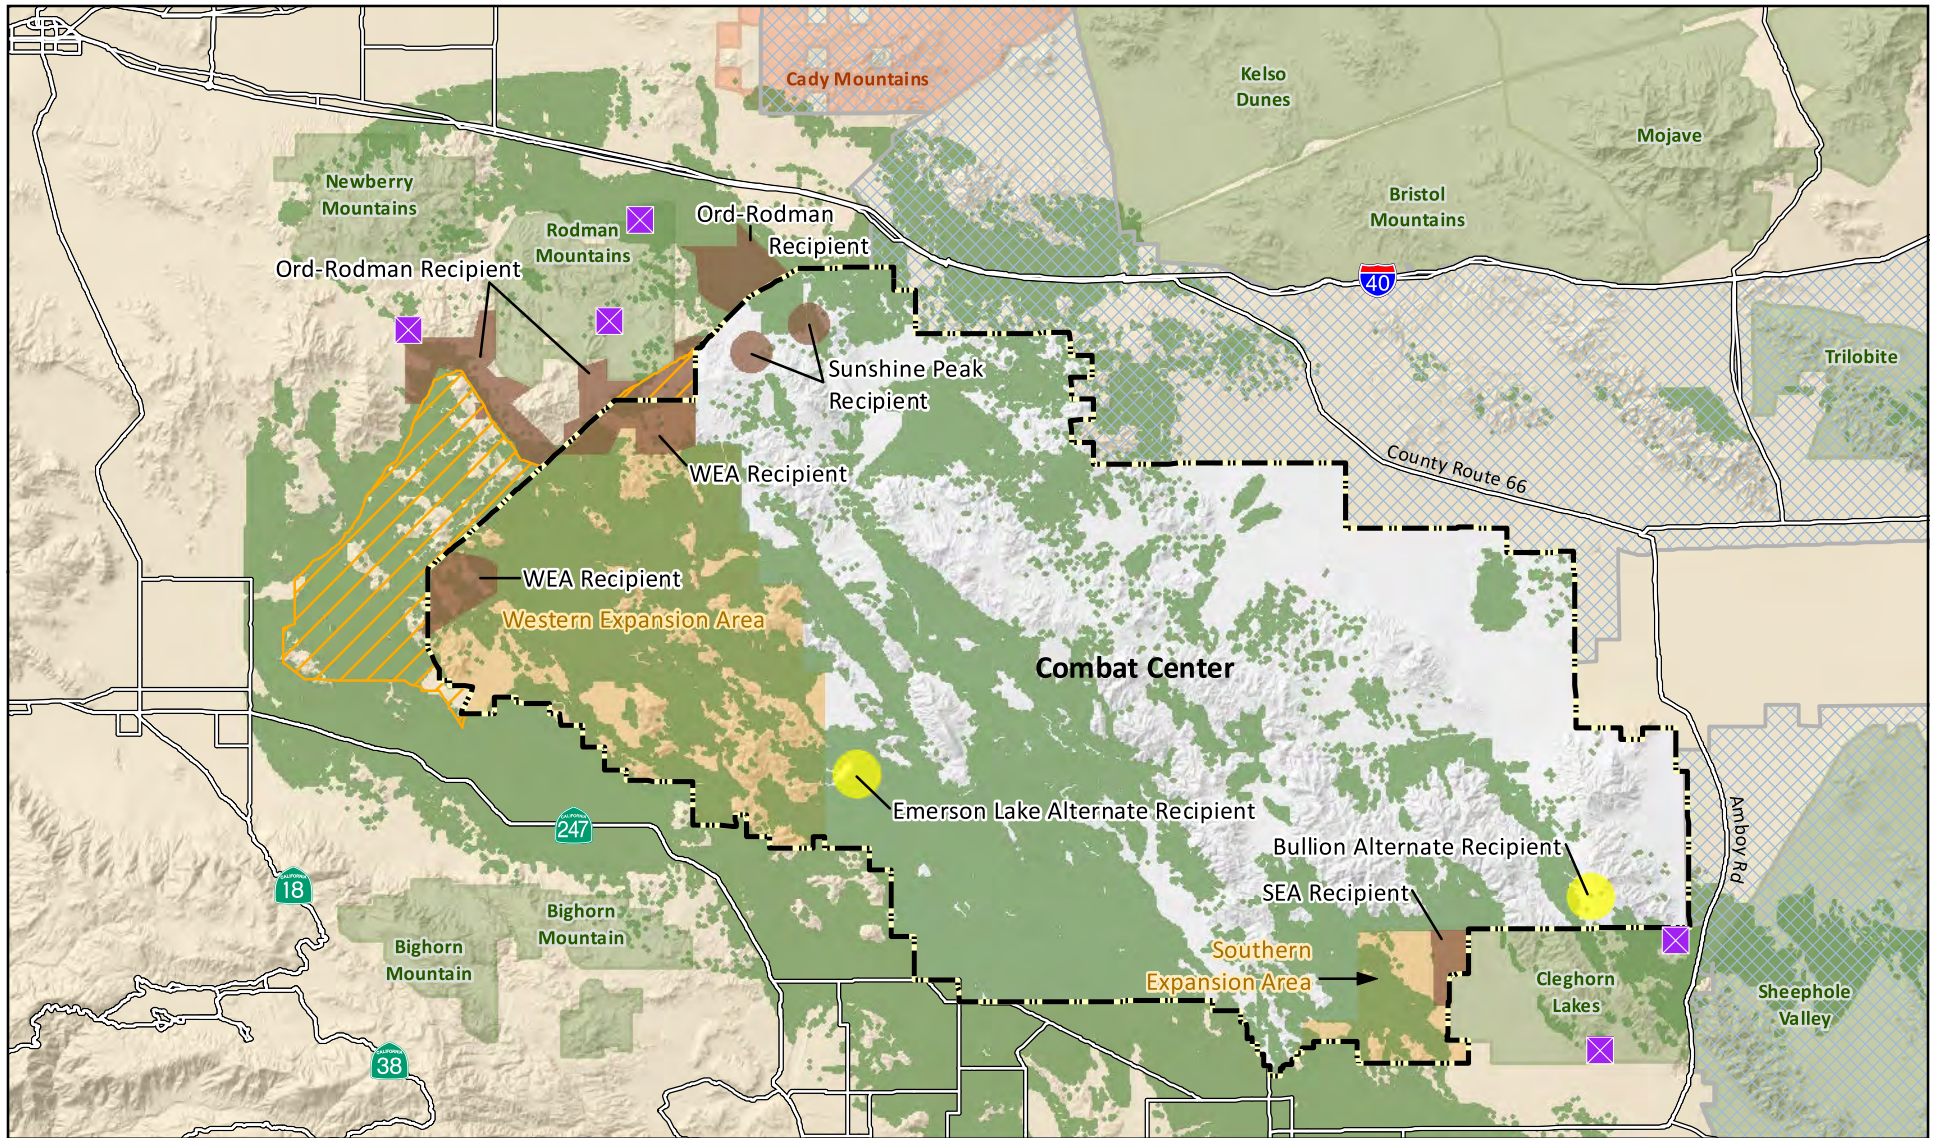 Cady Mountains
Kelso
Dunes
Mojave
Newberry
Mountains
Bristol
Mountains
Rodman
Mountains
Ord-Rodman
Recipient
Ord-Rodman Recipient
40
Sunshine Peak
Recipient
Trilobite
County Route 66
WEA Recipient
WEA Recipient
Western Expansion Area
Combat Center
Emerson Lake Alternate Recipient
CALIFORNIA
247
Bullion Alternate Recipient
Amboy Rd
CALIFORNIA
18
SEA Recipient
Bighorn
Mountain
Bighorn
Mountain
Southern
Expansion Area
Cleghorn
Lakes
Sheephole
Valley
CALIFORNIA
38